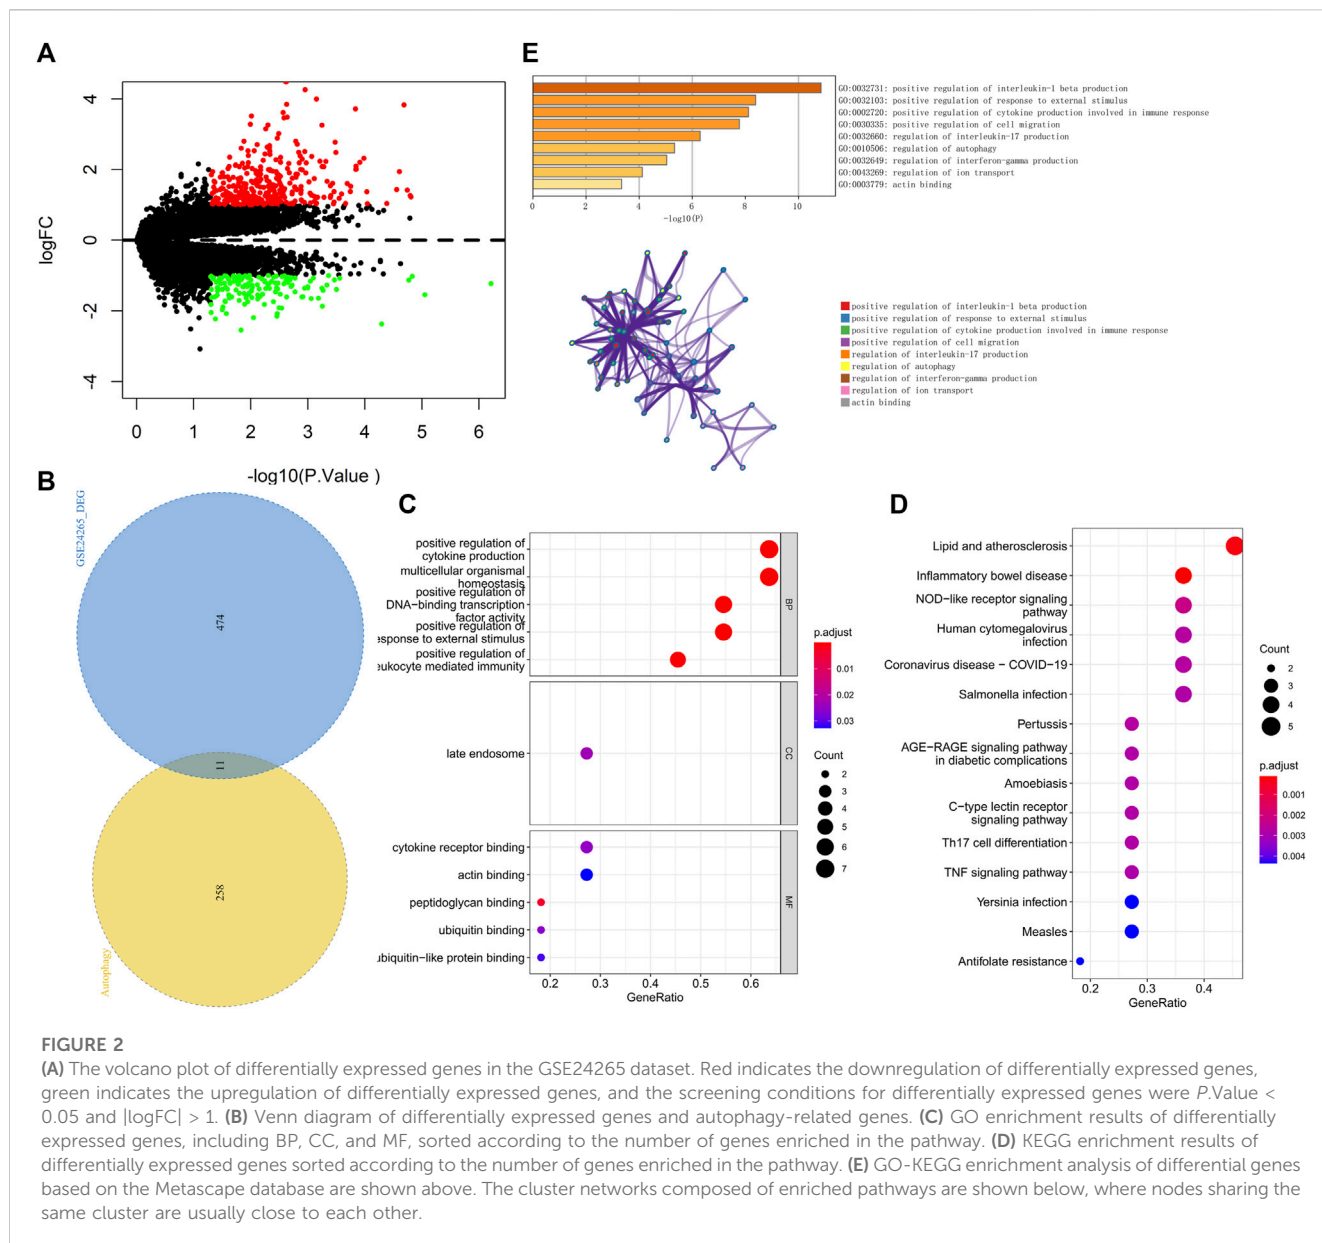 A
4
2
0
-2
-4
logFC
0
1
2
3
4
5
6
-log10(P.Value )
E
GO:0032731: positive regulation of interleukin-1 beta production
GO:0032103: positive regulation of response to external stimulus
GO:0002720: positive regulation of cytokine production involved in immune response
GO:0030335: positive regulation of cell migration
GO:0032660: regulation of interleukin-17 production
GO:0010506: regulation of autophagy
GO:0032649: regulation of interferon-gamma production
GO:0043269: regulation of ion transport
GO:0003779: actin binding
0
2
4
6
8
10
-log10(P)
positive regulation of interleukin-1 beta production
positive regulation of response to external stimulus
positive regulation of cytokine production involved in immune response
positive regulation of cell migration
regulation of interleukin-17 production
regulation of autophagy
regulation of interferon-gamma production
regulation of ion transport
actin binding
B
GSE24265_DEG
474
11
258
Autophagy
C
positive regulation of
cytokine production
multicellular organismal
homeostasis
positive regulation of
DNA-binding transcription
factor activity
positive regulation of
esponse to external stimulus
positive regulation of
eukocyte mediated immunity
late endosome
cytokine receptor binding
actin binding
peptidoglycan binding
ubiquitin binding
ubiquitin-like protein binding
BP
CC
MF
0.2
0.3
0.4
0.5
0.6
GeneRatio
p.adjust
0.01
0.02
0.03
Count
2
3
4
5
6
7
D
Lipid and atherosclerosis
Inflammatory bowel disease
NOD-like receptor signaling
pathway
Human cytomegalovirus
infection
Coronavirus disease - COVID-19
Salmonella infection
Pertussis
AGE-RAGE signaling pathway
in diabetic complications
Amoebiasis
C-type lectin receptor
signaling pathway
Th17 cell differentiation
TNF signaling pathway
Yersinia infection
Measles
Antifolate resistance
0.2
0.3
0.4
GeneRatio
Count
2
3
4
5
p.adjust
0.001
0.002
0.003
0.004
FIGURE 2
(A) The volcano plot of differentially expressed genes in the GSE24265 dataset. Red indicates the downregulation of differentially expressed genes,
green indicates the upregulation of differentially expressed genes, and the screening conditions for differentially expressed genes were P.Value <
0.05 and |logFC| > 1. (B) Venn diagram of differentially expressed genes and autophagy-related genes. (C) GO enrichment results of differentially
expressed genes, including BP, CC, and MF, sorted according to the number of genes enriched in the pathway. (D) KEGG enrichment results of
differentially expressed genes sorted according to the number of genes enriched in the pathway. (E) GO-KEGG enrichment analysis of differential genes
based on the Metascape database are shown above. The cluster networks composed of enriched pathways are shown below, where nodes sharing the
same cluster are usually close to each other.